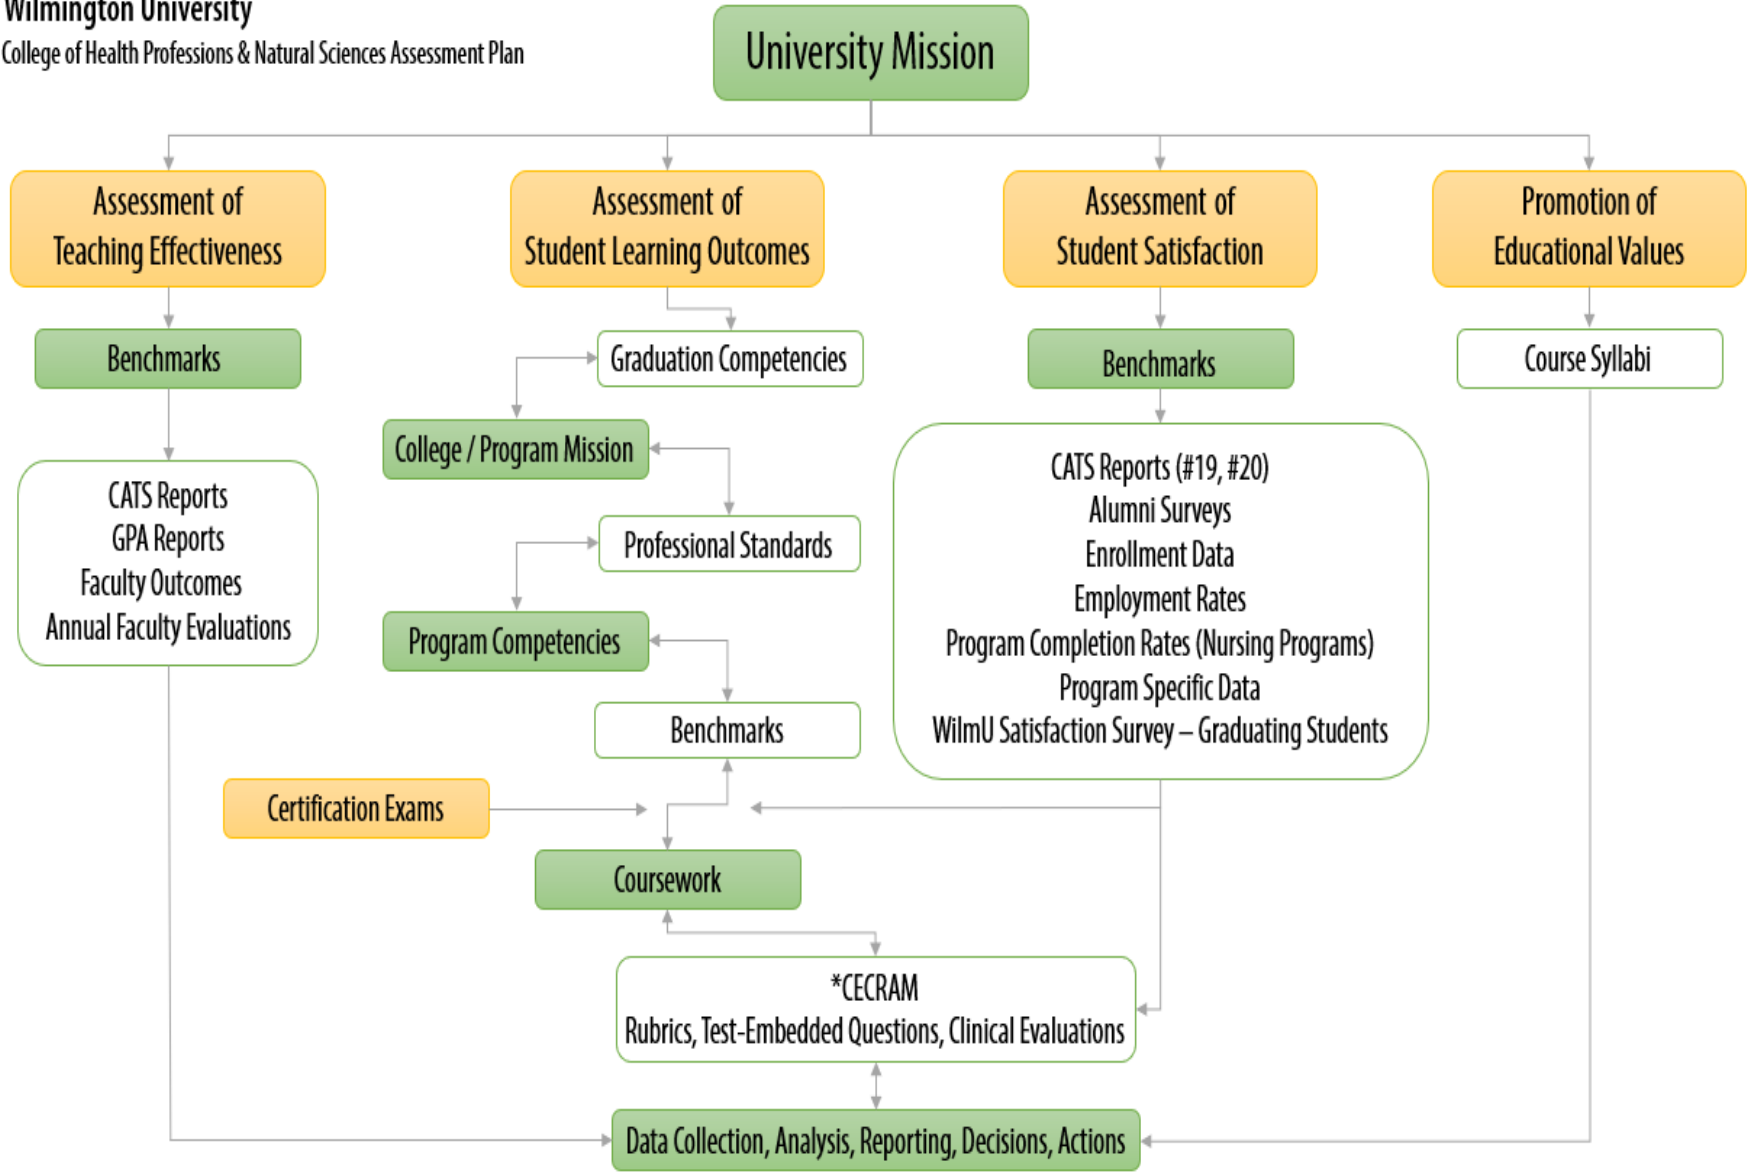 Wilmington University
College of Health Professions & Natural Sciences Assessment Plan
University Mission
Assessment of
Teaching Effectiveness
Assessment of
Student Learning Outcomes
Assessment of
Student Satisfaction
Promotion of
Educational Values
Benchmarks
Graduation Competencies
Benchmarks
Course Syllabi
College / Program Mission
CATS Reports
GPA Reports
Faculty Outcomes
Annual Faculty Evaluations
CATS Reports (#19, #20)
Alumni Surveys
Enrollment Data
Employment Rates
Program Completion Rates (Nursing Programs)
Program Specific Data
WilmU Satisfaction Survey – Graduating Students
Professional Standards
Program Competencies
Benchmarks
Certification Exams
Coursework
*CECRAM
Rubrics, Test-Embedded Questions, Clinical Evaluations
Data Collection, Analysis, Reporting, Decisions, Actions